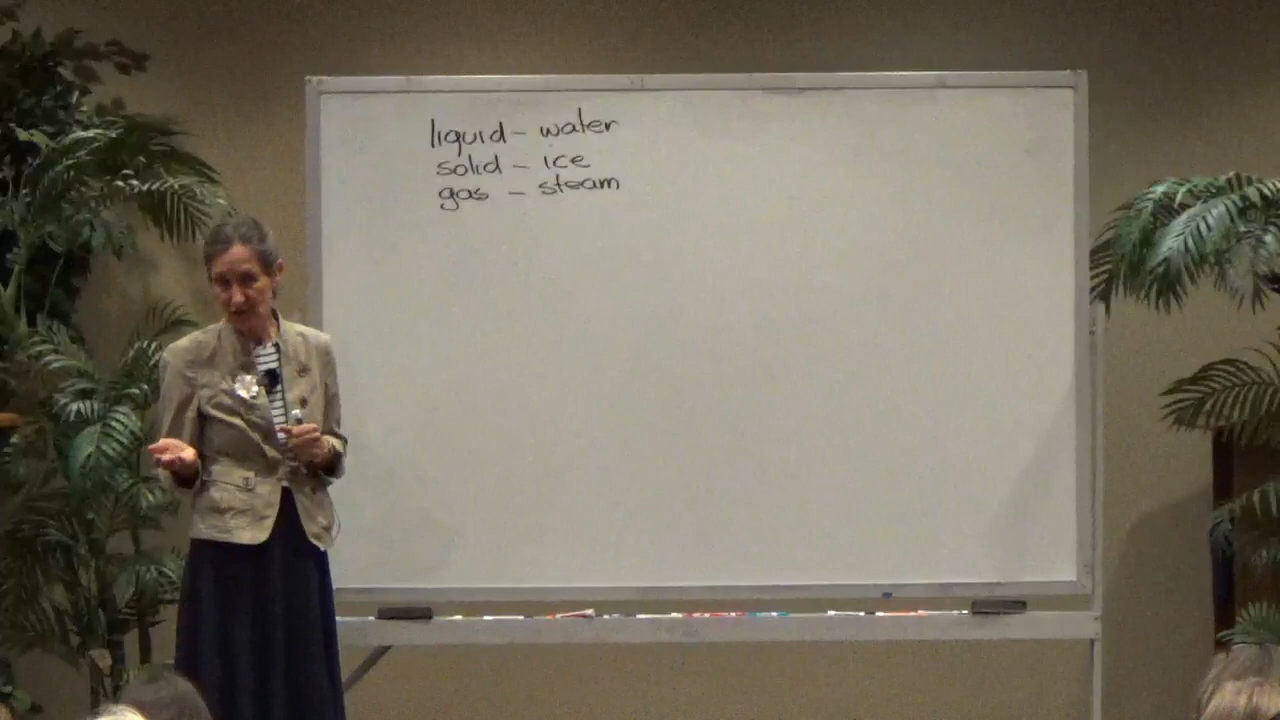 liquid – water
solid – ice
gas – steam